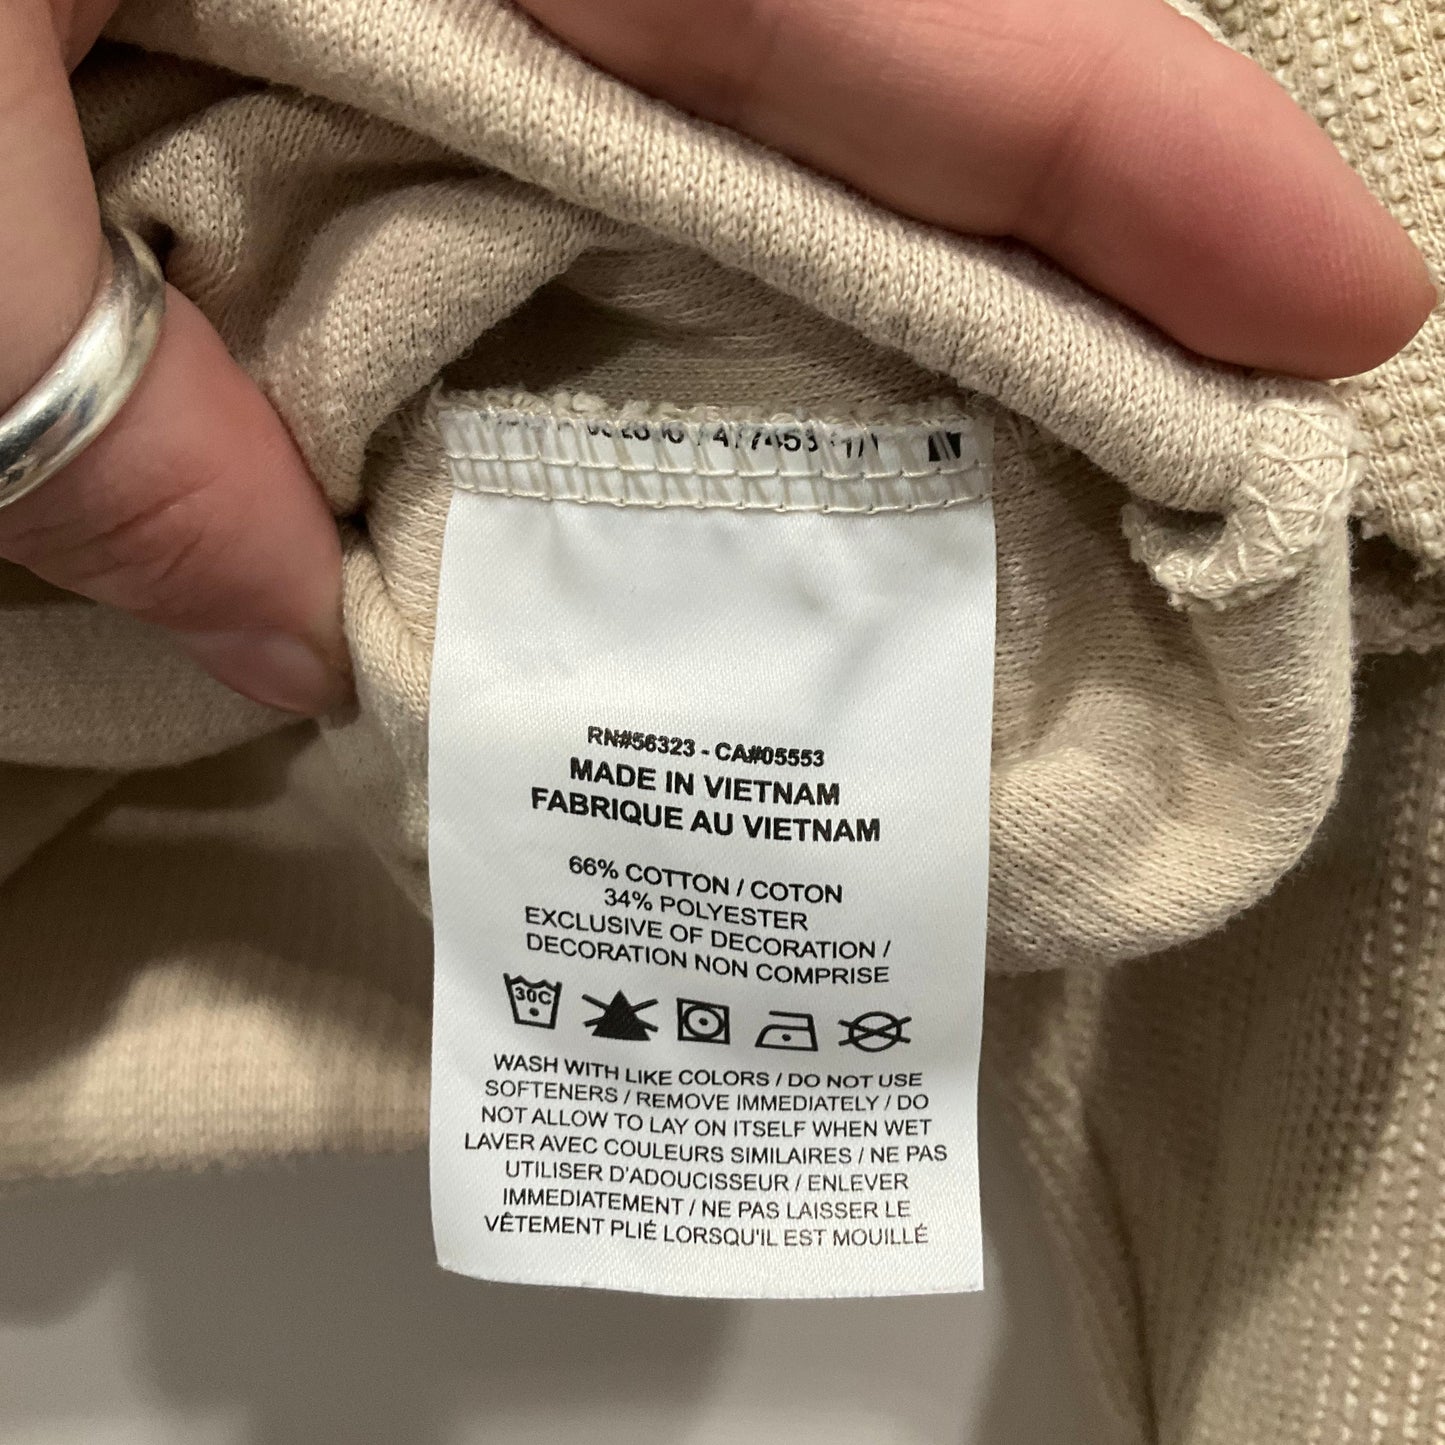 RN#56323 - CA#05553
MADE IN VIETNAM
FABRIQUE AU VIETNAM
66% COTTON / COTON
34% POLYESTER
EXCLUSIVE OF DECORATION /
DECORATION NON COMPRISE
30C
WASH WITH LIKE COLORS / DO NOT USE
SOFTENERS / REMOVE IMMEDIATELY / DO
NOT ALLOW TO LAY ON ITSELF WHEN WET
LAVER AVEC COULEURS SIMILAIRES / NE PAS
UTILISER D'ADOUCISSEUR / ENLEVER
IMMEDIATEMENT / NE PAS LAISSER LE
VÊTEMENT PLIÉ LORSQU'IL EST MOUILLÉ